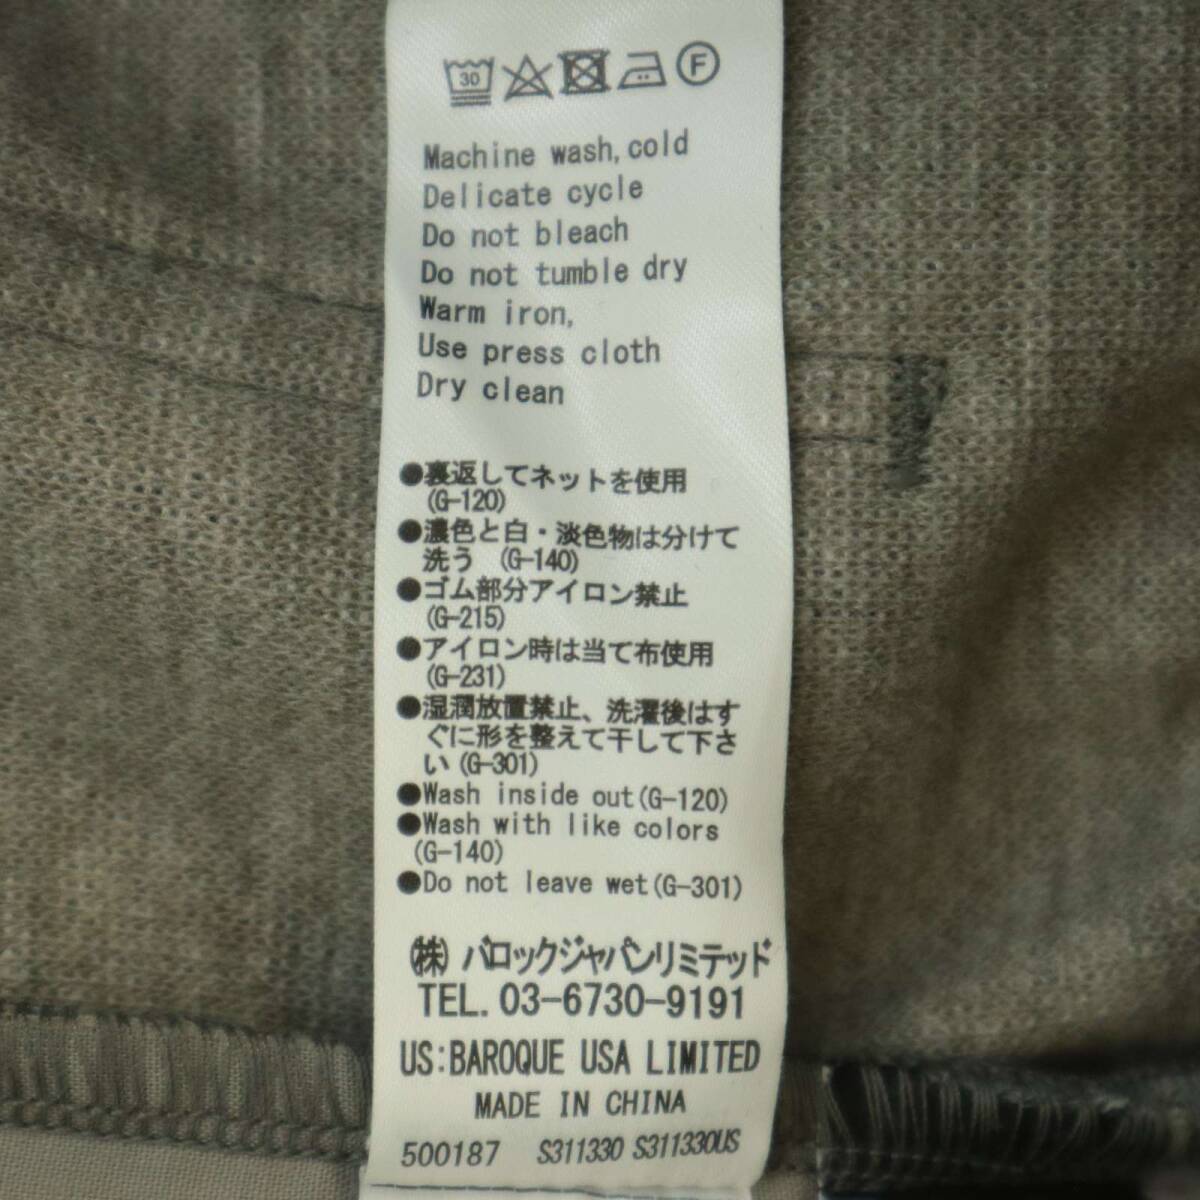 30 F
Machine wash, cold
Delicate cycle
Do not bleach
Do not tumble dry
Warm iron,
Use press cloth
Dry clean
●裏返してネットを使用
(G-120)
●濃色と白・淡色物は分けて
洗う (G-140)
●ゴム部分アイロン禁止
(G-215)
●アイロン時は当て布使用
(G-231)
●湿潤放置禁止、洗濯後はす
ぐに形を整えて干して下さ
い(G-301)
●Wash inside out(G-120)
●Wash with like colors
(G-140)
●Do not leave wet(G-301)
㈱ バロックジャパンリミテッド
TEL. 03-6730-9191
US:BAROQUE USA LIMITED
MADE IN CHINA
500187 S311330 S311330US